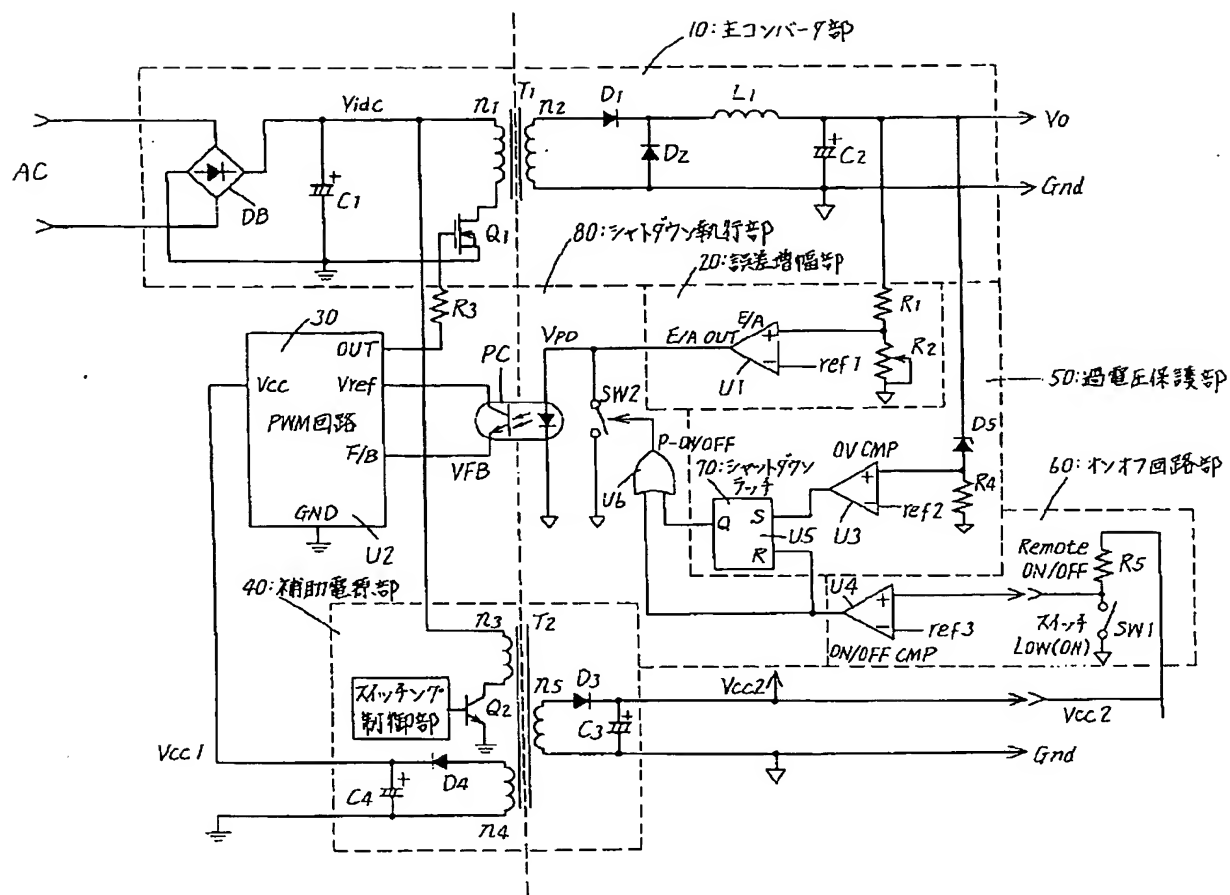 10:主コンバータ部
Vidc
n1
T1
n2
D1
L1
Vo
AC
DB
C1
+
Q1
D2
+
C2
Gnd
80:シャトダウン執行部
20:誤差増幅部
R3
30
OUT
Vcc
Vref
PWM回路
F/B
VFB
GND
U2
PC
VPD
E/A OUT
E/A
+
−
U1
ref1
R1
R2
50:過電圧保護部
SW2
P-ON/OFF
U6
70:シャットダウン
ラッチ
Q
S
R
U5
OV CMP
+
−
U3
ref2
D5
R4
60:オンオフ回路部
Remote
ON/OFF
R5
スイッチ
LOW(ON)
SW1
U4
+
−
ref3
ON/OFF CMP
40:補助電源部
n3
T2
スイッチング
制御部
Q2
n5
D3
Vcc2
C3
+
Vcc2
Gnd
Vcc1
C4
+
D4
n4